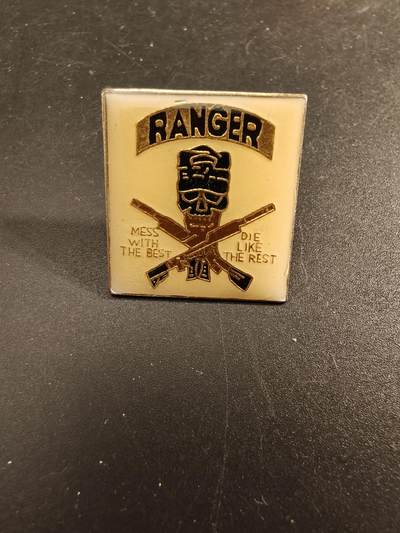 RANGER
MESS
WITH
THE BEST
DIE
LIKE
THE REST